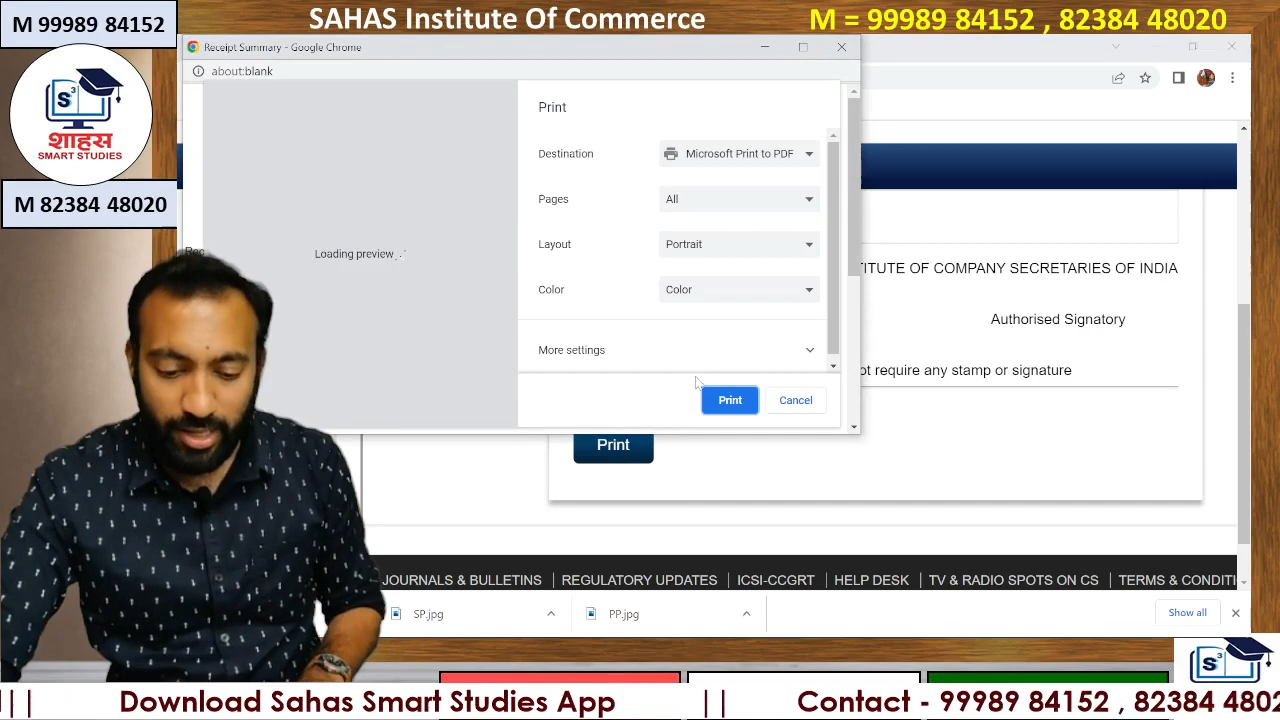 M 99989 84152
SAHAS Institute Of Commerce
M = 99989 84152 , 82384 48020
Receipt Summary - Google Chrome
about:blank
S³
शाहस
SMART STUDIES
M 82384 48020
Print
Destination
Microsoft Print to PDF
Pages
All
Layout
Portrait
Loading preview
Color
Color
More settings
Print
Cancel
TITUTE OF COMPANY SECRETARIES OF INDIA
Authorised Signatory
ot require any stamp or signature
Print
JOURNALS & BULLETINS
REGULATORY UPDATES
ICSI-CCGRT
HELP DESK
TV & RADIO SPOTS ON CS
TERMS & CONDITI
SP.jpg
PP.jpg
Show all
S³
|| Download Sahas Smart Studies App || Contact - 99989 84152 , 82384 4802